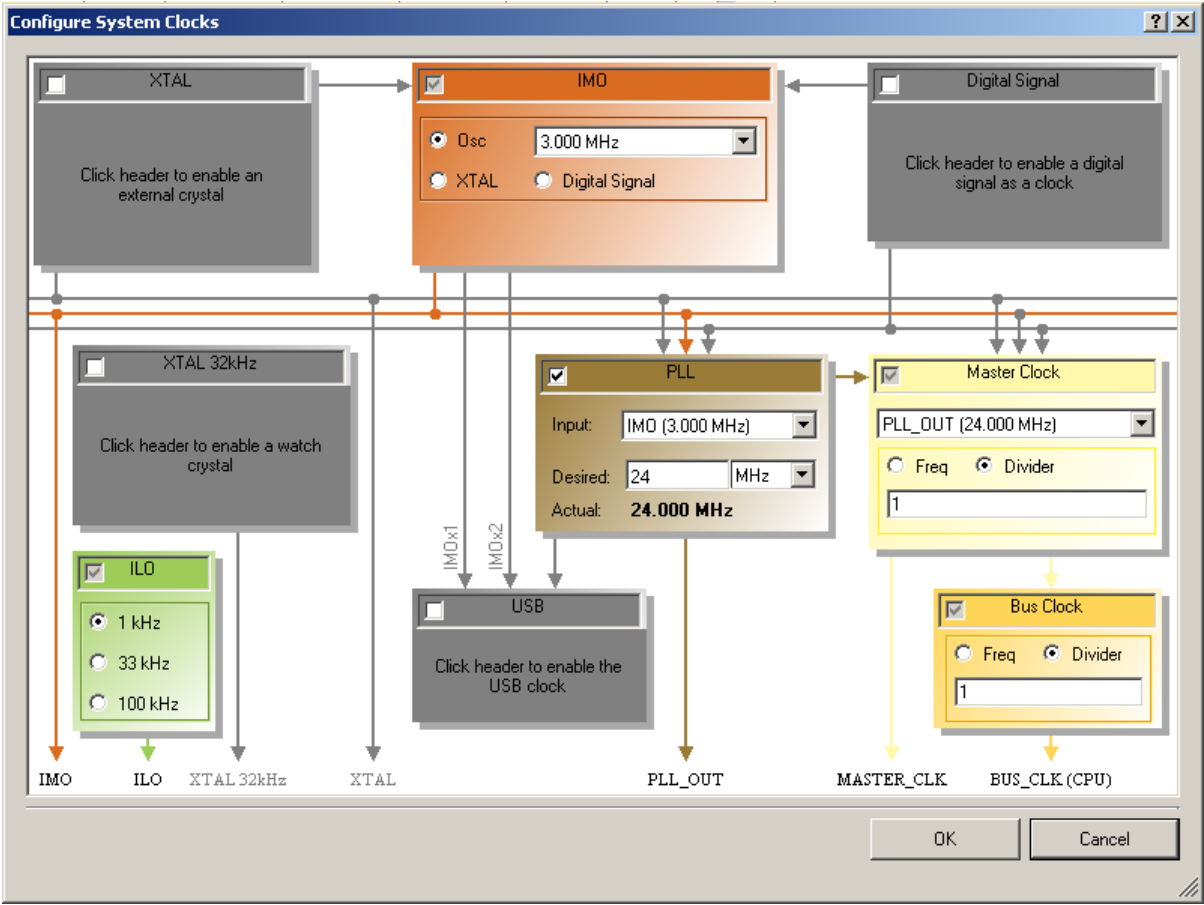 Configure System Clocks
XTAL
Click header to enable an
external crystal
IMO
Osc
3.000 MHz
XTAL
Digital Signal
Digital Signal
Click header to enable a digital
signal as a clock
XTAL 32kHz
Click header to enable a watch
crystal
PLL
Input:
IMO (3.000 MHz)
Desired:
24
MHz
Actual:
24.000 MHz
Master Clock
PLL_OUT (24.000 MHz)
Freq
Divider
1
IMOx1
IMOx2
ILO
1 kHz
33 kHz
100 kHz
USB
Click header to enable the
USB clock
Bus Clock
Freq
Divider
1
IMO
ILO
XTAL 32kHz
XTAL
PLL_OUT
MASTER_CLK
BUS_CLK (CPU)
OK
Cancel